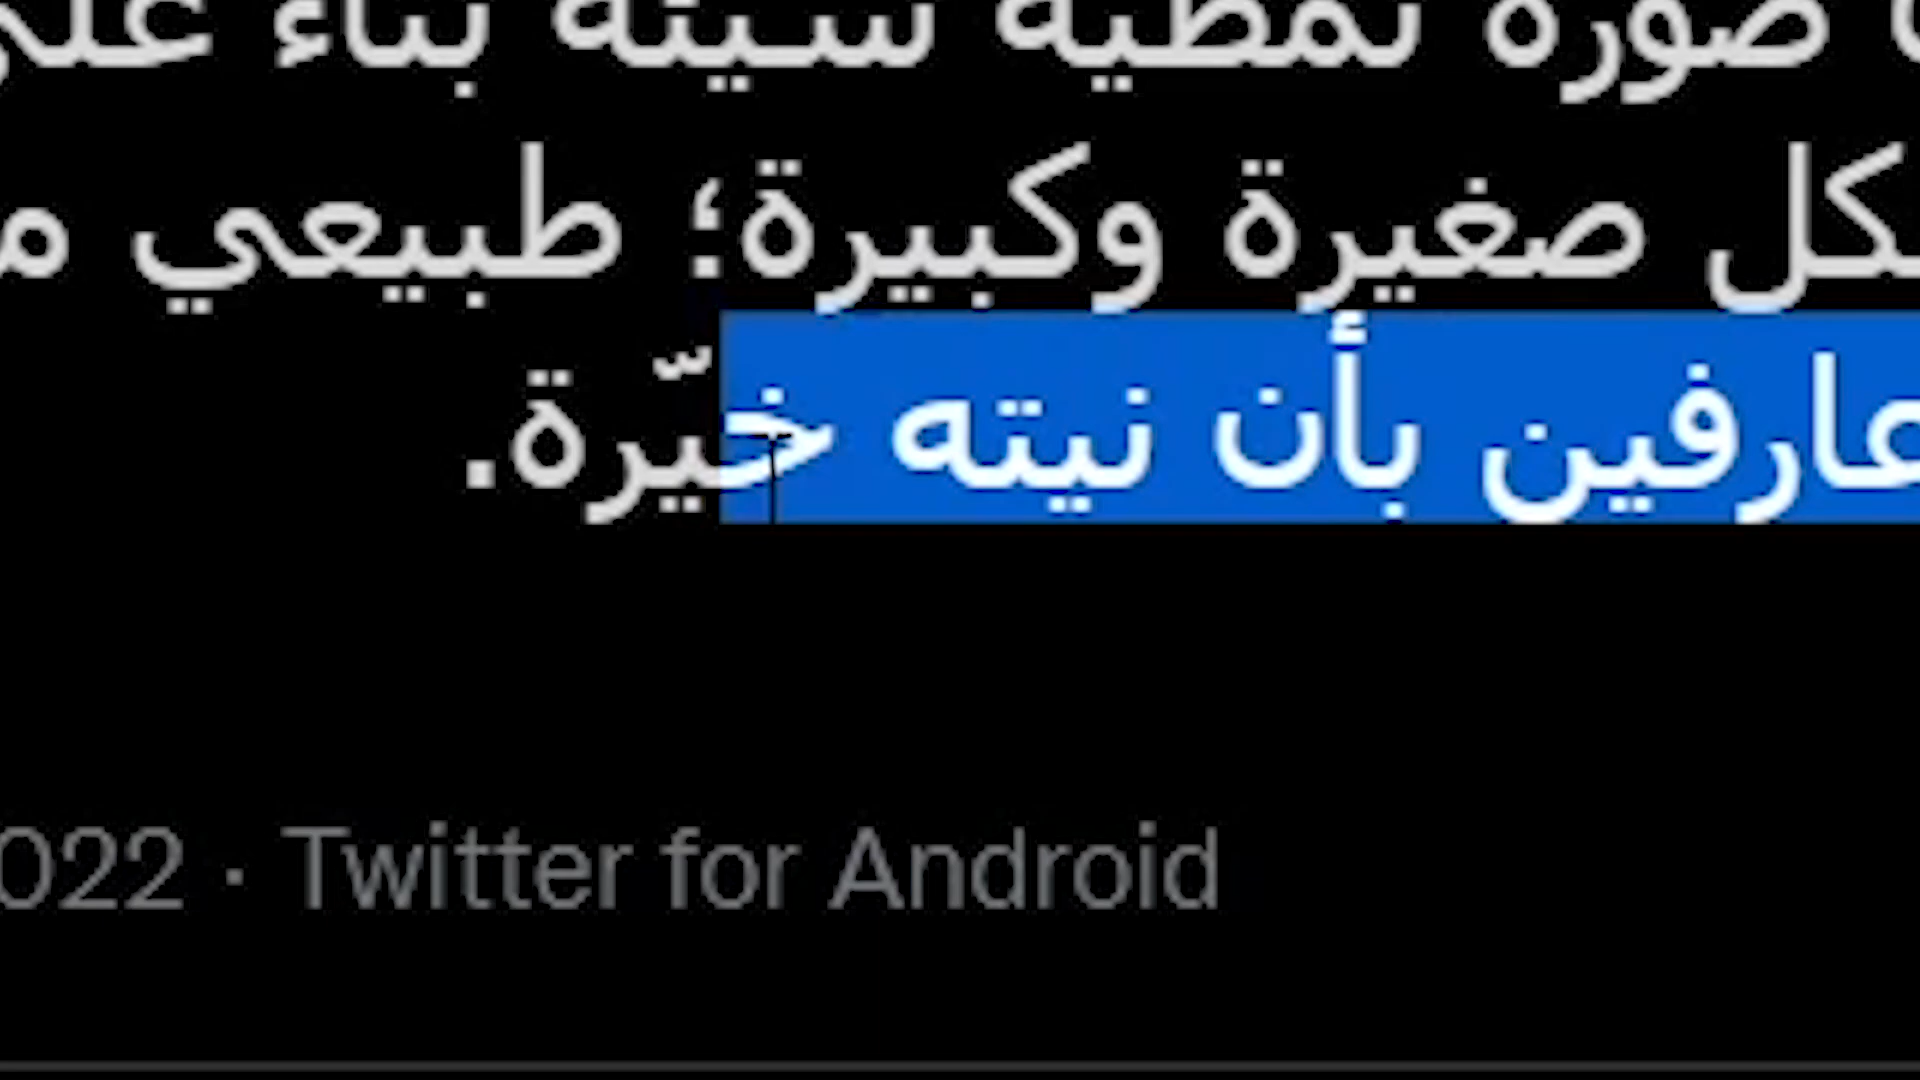 صورة نمطية سيئة بناء على
كل صغيرة وكبيرة؛ طبيعي
عارفين بأن نيته خيّرة.
022 · Twitter for Android